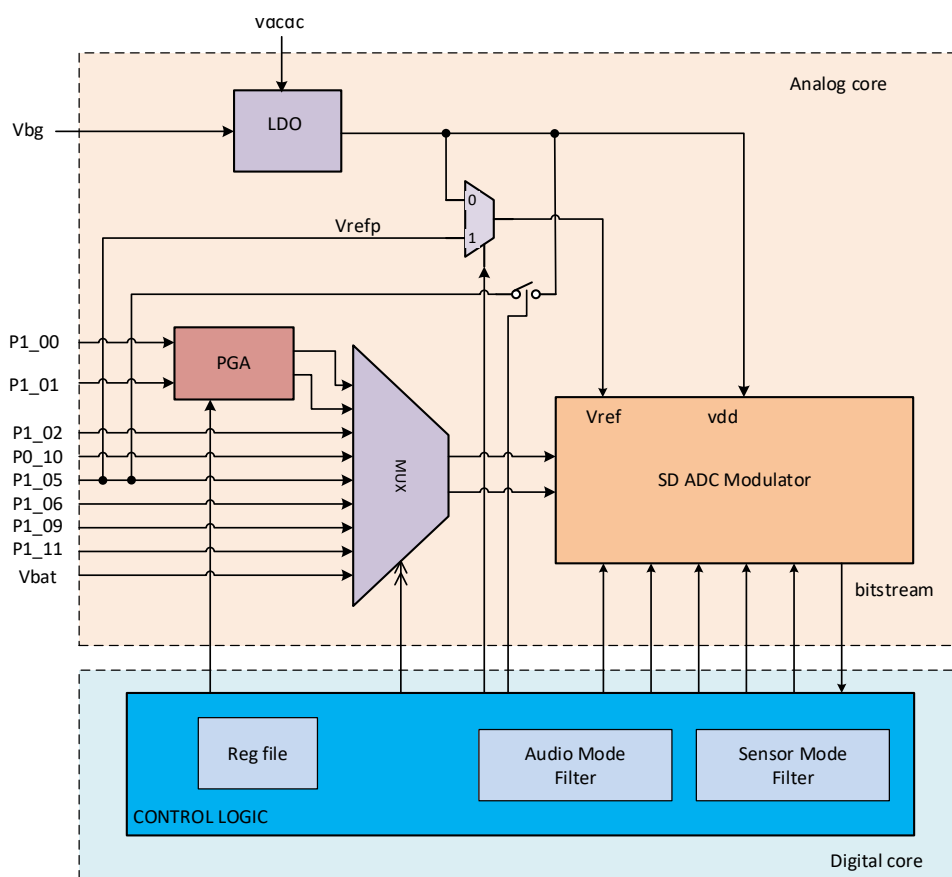 vacac
Analog core
Vbg
LDO
0
Vrefp
1
P1_00
PGA
P1_01
Vref
vdd
P1_02
P0_10
MUX
P1_05
SD ADC Modulator
P1_06
P1_09
P1_11
Vbat
bitstream
Reg file
Audio Mode
Filter
Sensor Mode
Filter
CONTROL LOGIC
Digital core